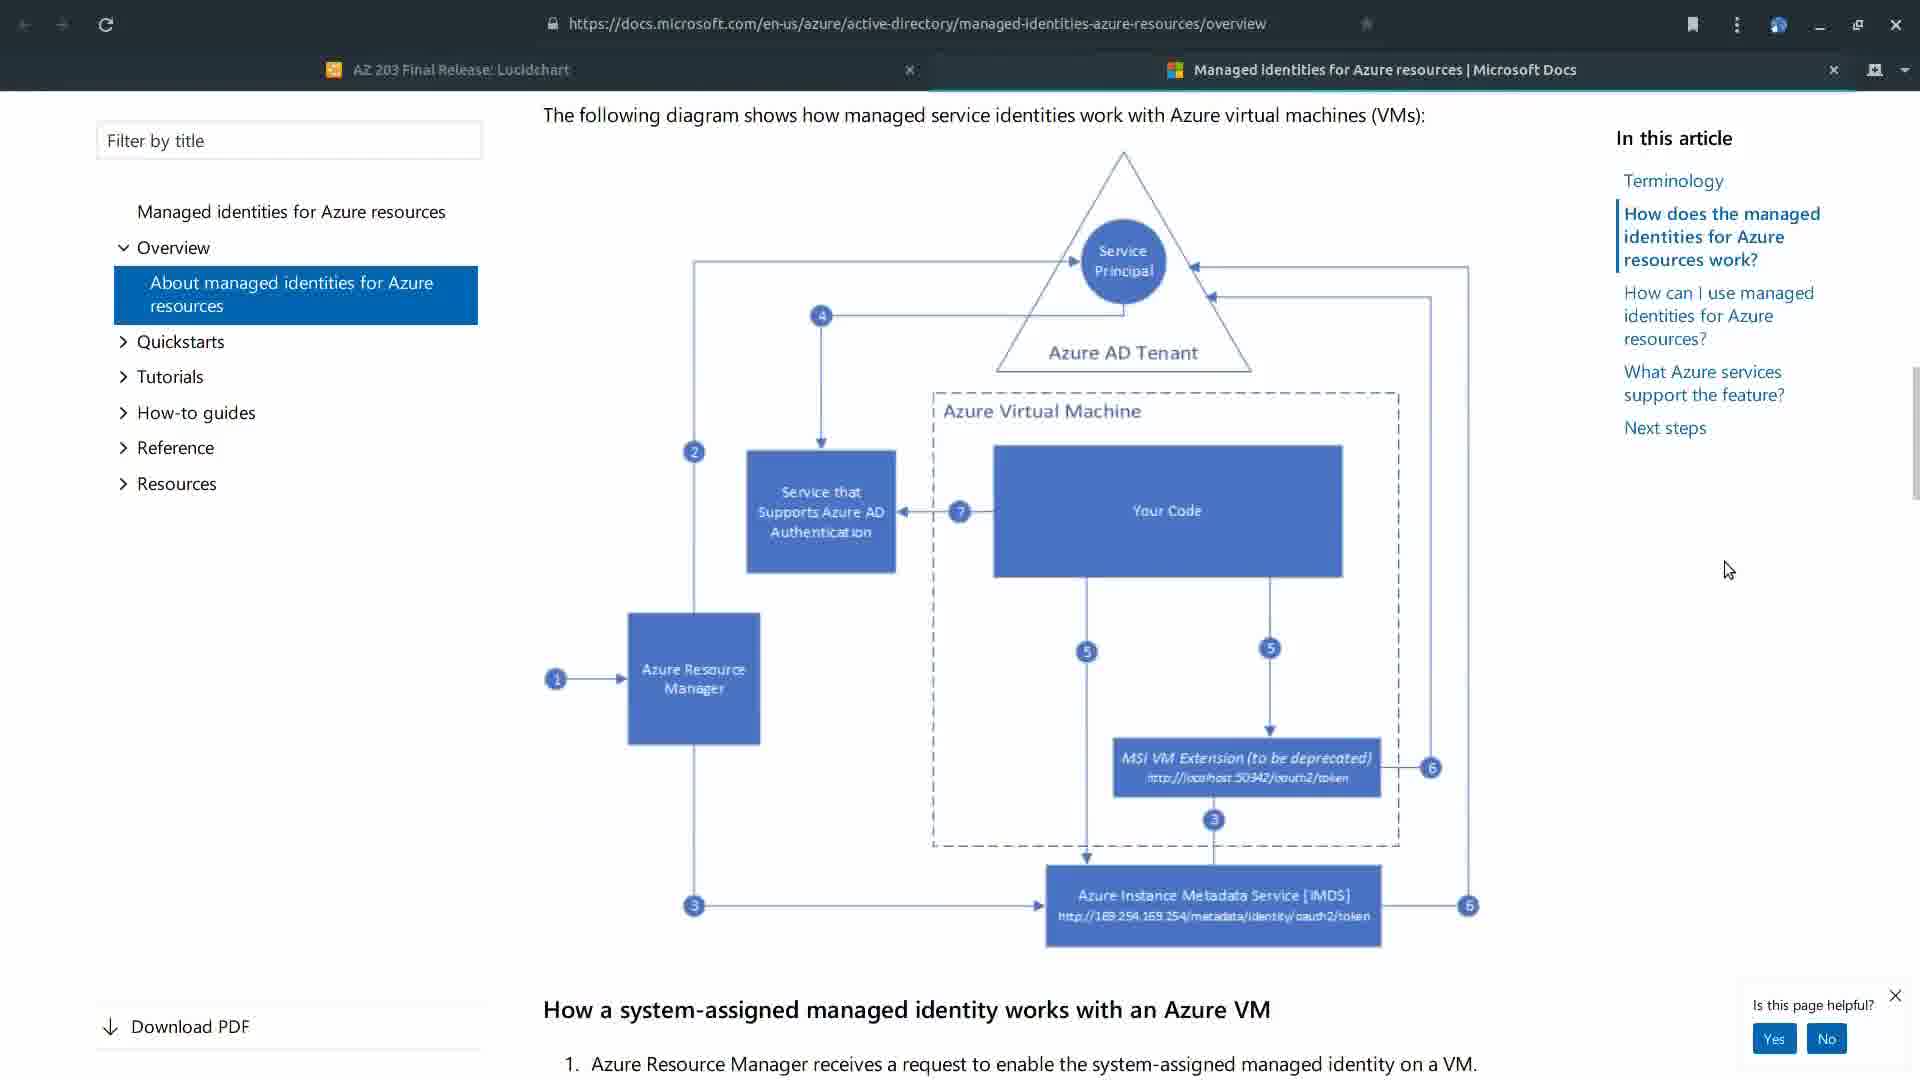 https://docs.microsoft.com/en-us/azure/active-directory/managed-identities-azure-resources/overview
AZ 203 Final Release: Lucidchart
Managed identities for Azure resources | Microsoft Docs
The following diagram shows how managed service identities work with Azure virtual machines (VMs):
Filter by title
Managed identities for Azure resources
Overview
About managed identities for Azure
resources
Quickstarts
Tutorials
How-to guides
Reference
Resources
Download PDF
Service
Principal
Azure AD Tenant
4
2
Azure Virtual Machine
Service that
Supports Azure AD
Authentication
7
Your Code
5
5
1
Azure Resource
Manager
MSI VM Extension (to be deprecated)
http://localhost:50342/oauth2/token
6
3
3
Azure Instance Metadata Service [IMDS]
http://169.254.169.254/metadata/identity/oauth2/token
6
How a system-assigned managed identity works with an Azure VM
1. Azure Resource Manager receives a request to enable the system-assigned managed identity on a VM.
In this article
Terminology
How does the managed
identities for Azure
resources work?
How can I use managed
identities for Azure
resources?
What Azure services
support the feature?
Next steps
Is this page helpful?
Yes
No